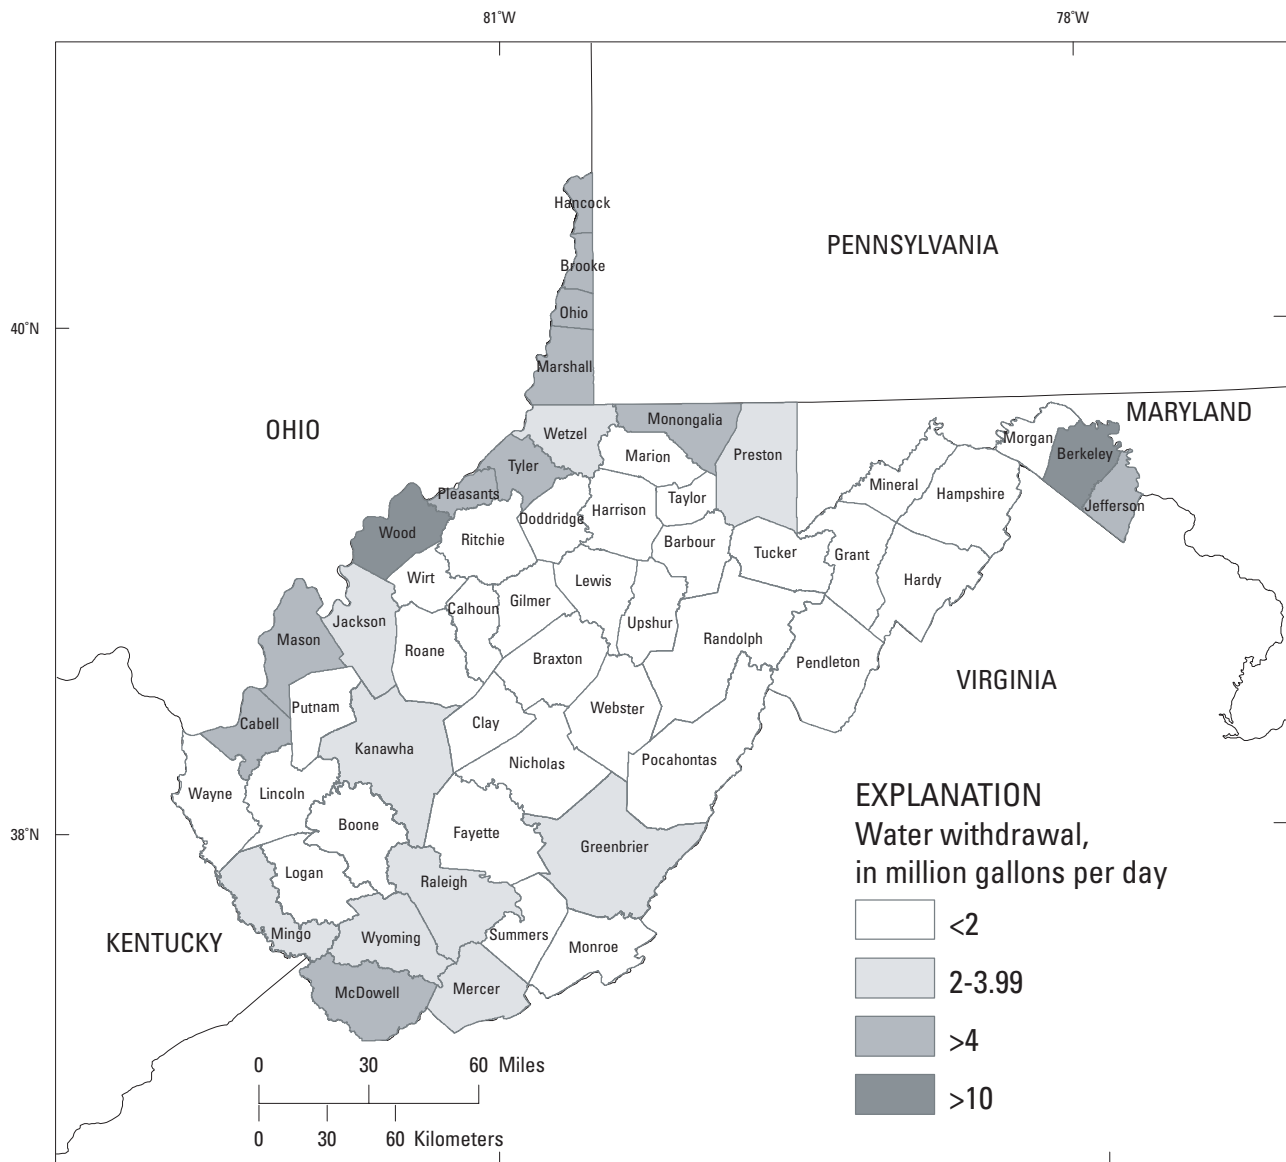 81°W
78°W
Hancock
PENNSYLVANIA
Brooke
Ohio
40°N
Marshall
MARYLAND
Monongalia
OHIO
Wetzel
Morgan
Marion
Preston
Berkeley
Tyler
Mineral
Pleasants
Hampshire
Taylor
Jefferson
Harrison
Doddridge
Wood
Ritchie
Barbour
Tucker
Grant
Wirt
Lewis
Hardy
Gilmer
Calhoun
Jackson
Upshur
Mason
Randolph
Roane
Braxton
Pendleton
VIRGINIA
Putnam
Webster
Cabell
Clay
Kanawha
Pocahontas
Nicholas
Wayne
Lincoln
EXPLANATION
Water withdrawal,
in million gallons per day
Boone
Fayette
38°N
Greenbrier
Logan
Raleigh
<2
Mingo
Wyoming
Summers
KENTUCKY
Monroe
2-3.99
McDowell
Mercer
>4
0 30 60 Miles
>10
0 30 60 Kilometers